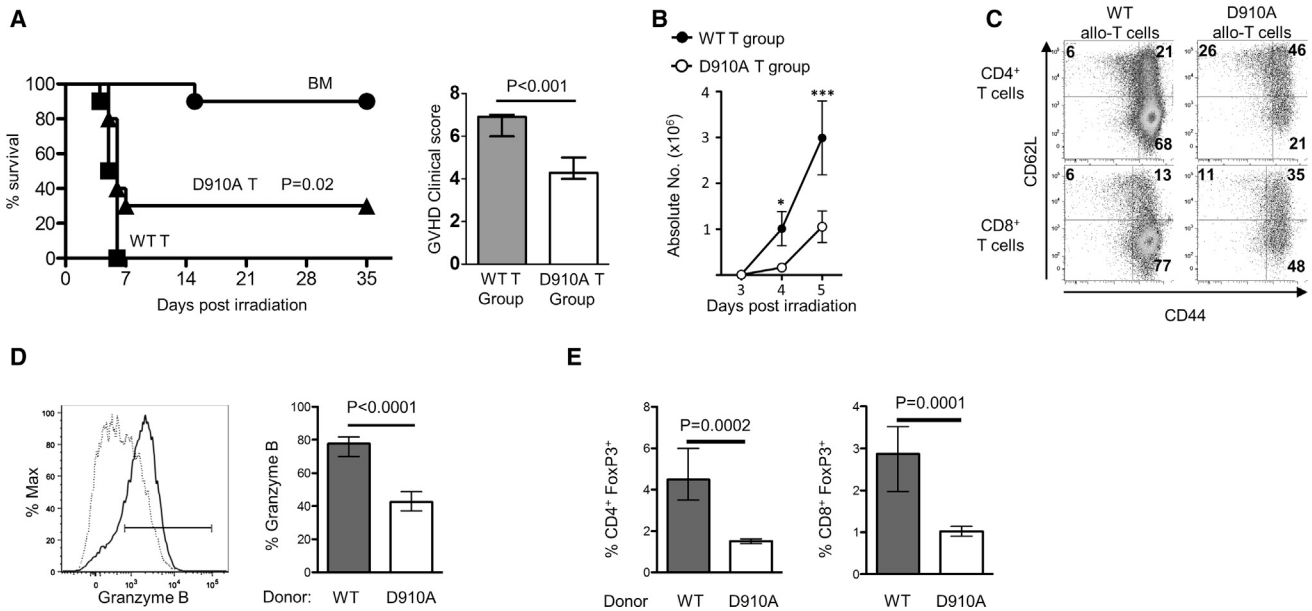 A
100
80
60
40
20
0
% survival
BM
D910A T P=0.02
WT T
0 7 14 21 28 35
Days post irradiation
8
6
4
2
0
GVHD Clinical score
P<0.001
WT T
Group
D910A T
Group
B
WT T group
D910A T group
4
3
2
1
Absolute No. (x10⁶)
*
***
3 4 5
Days post irradiation
C
WT
allo-T cells
D910A
allo-T cells
CD4⁺
T cells
CD8⁺
T cells
6 21
68
26 46
21
6 13
77
11 35
48
CD62L
CD44
D
100
80
60
40
20
0
% Max
0 10³ 10⁴ 10⁵
Granzyme B
100
80
60
40
20
0
% Granzyme B
P<0.0001
Donor: WT D910A
E
8
6
4
2
0
% CD4⁺ FoxP3⁺
P=0.0002
Donor WT D910A
4
3
2
1
0
% CD8⁺ FoxP3⁺
P=0.0001
WT D910A